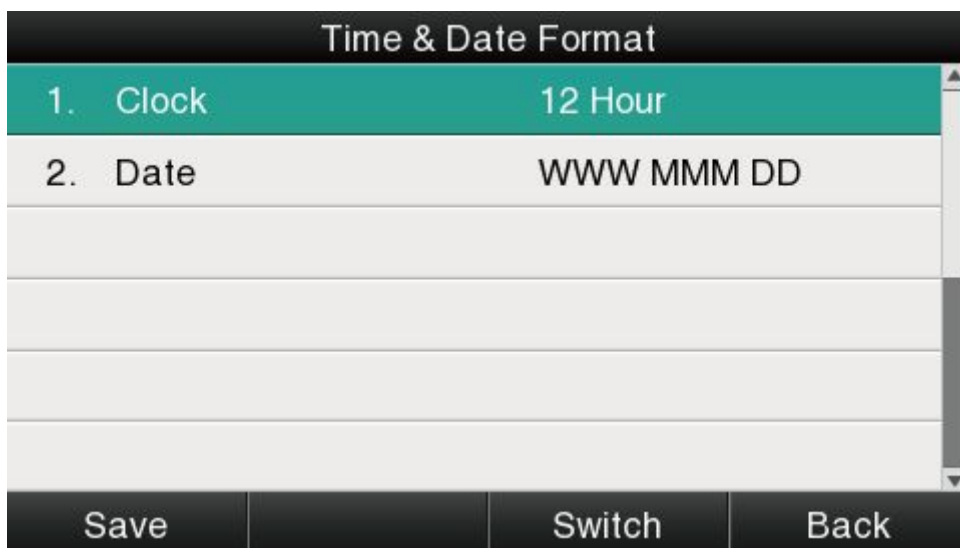 Time & Date Format
1. Clock 12 Hour
2. Date WWW MMM DD
Save Switch Back